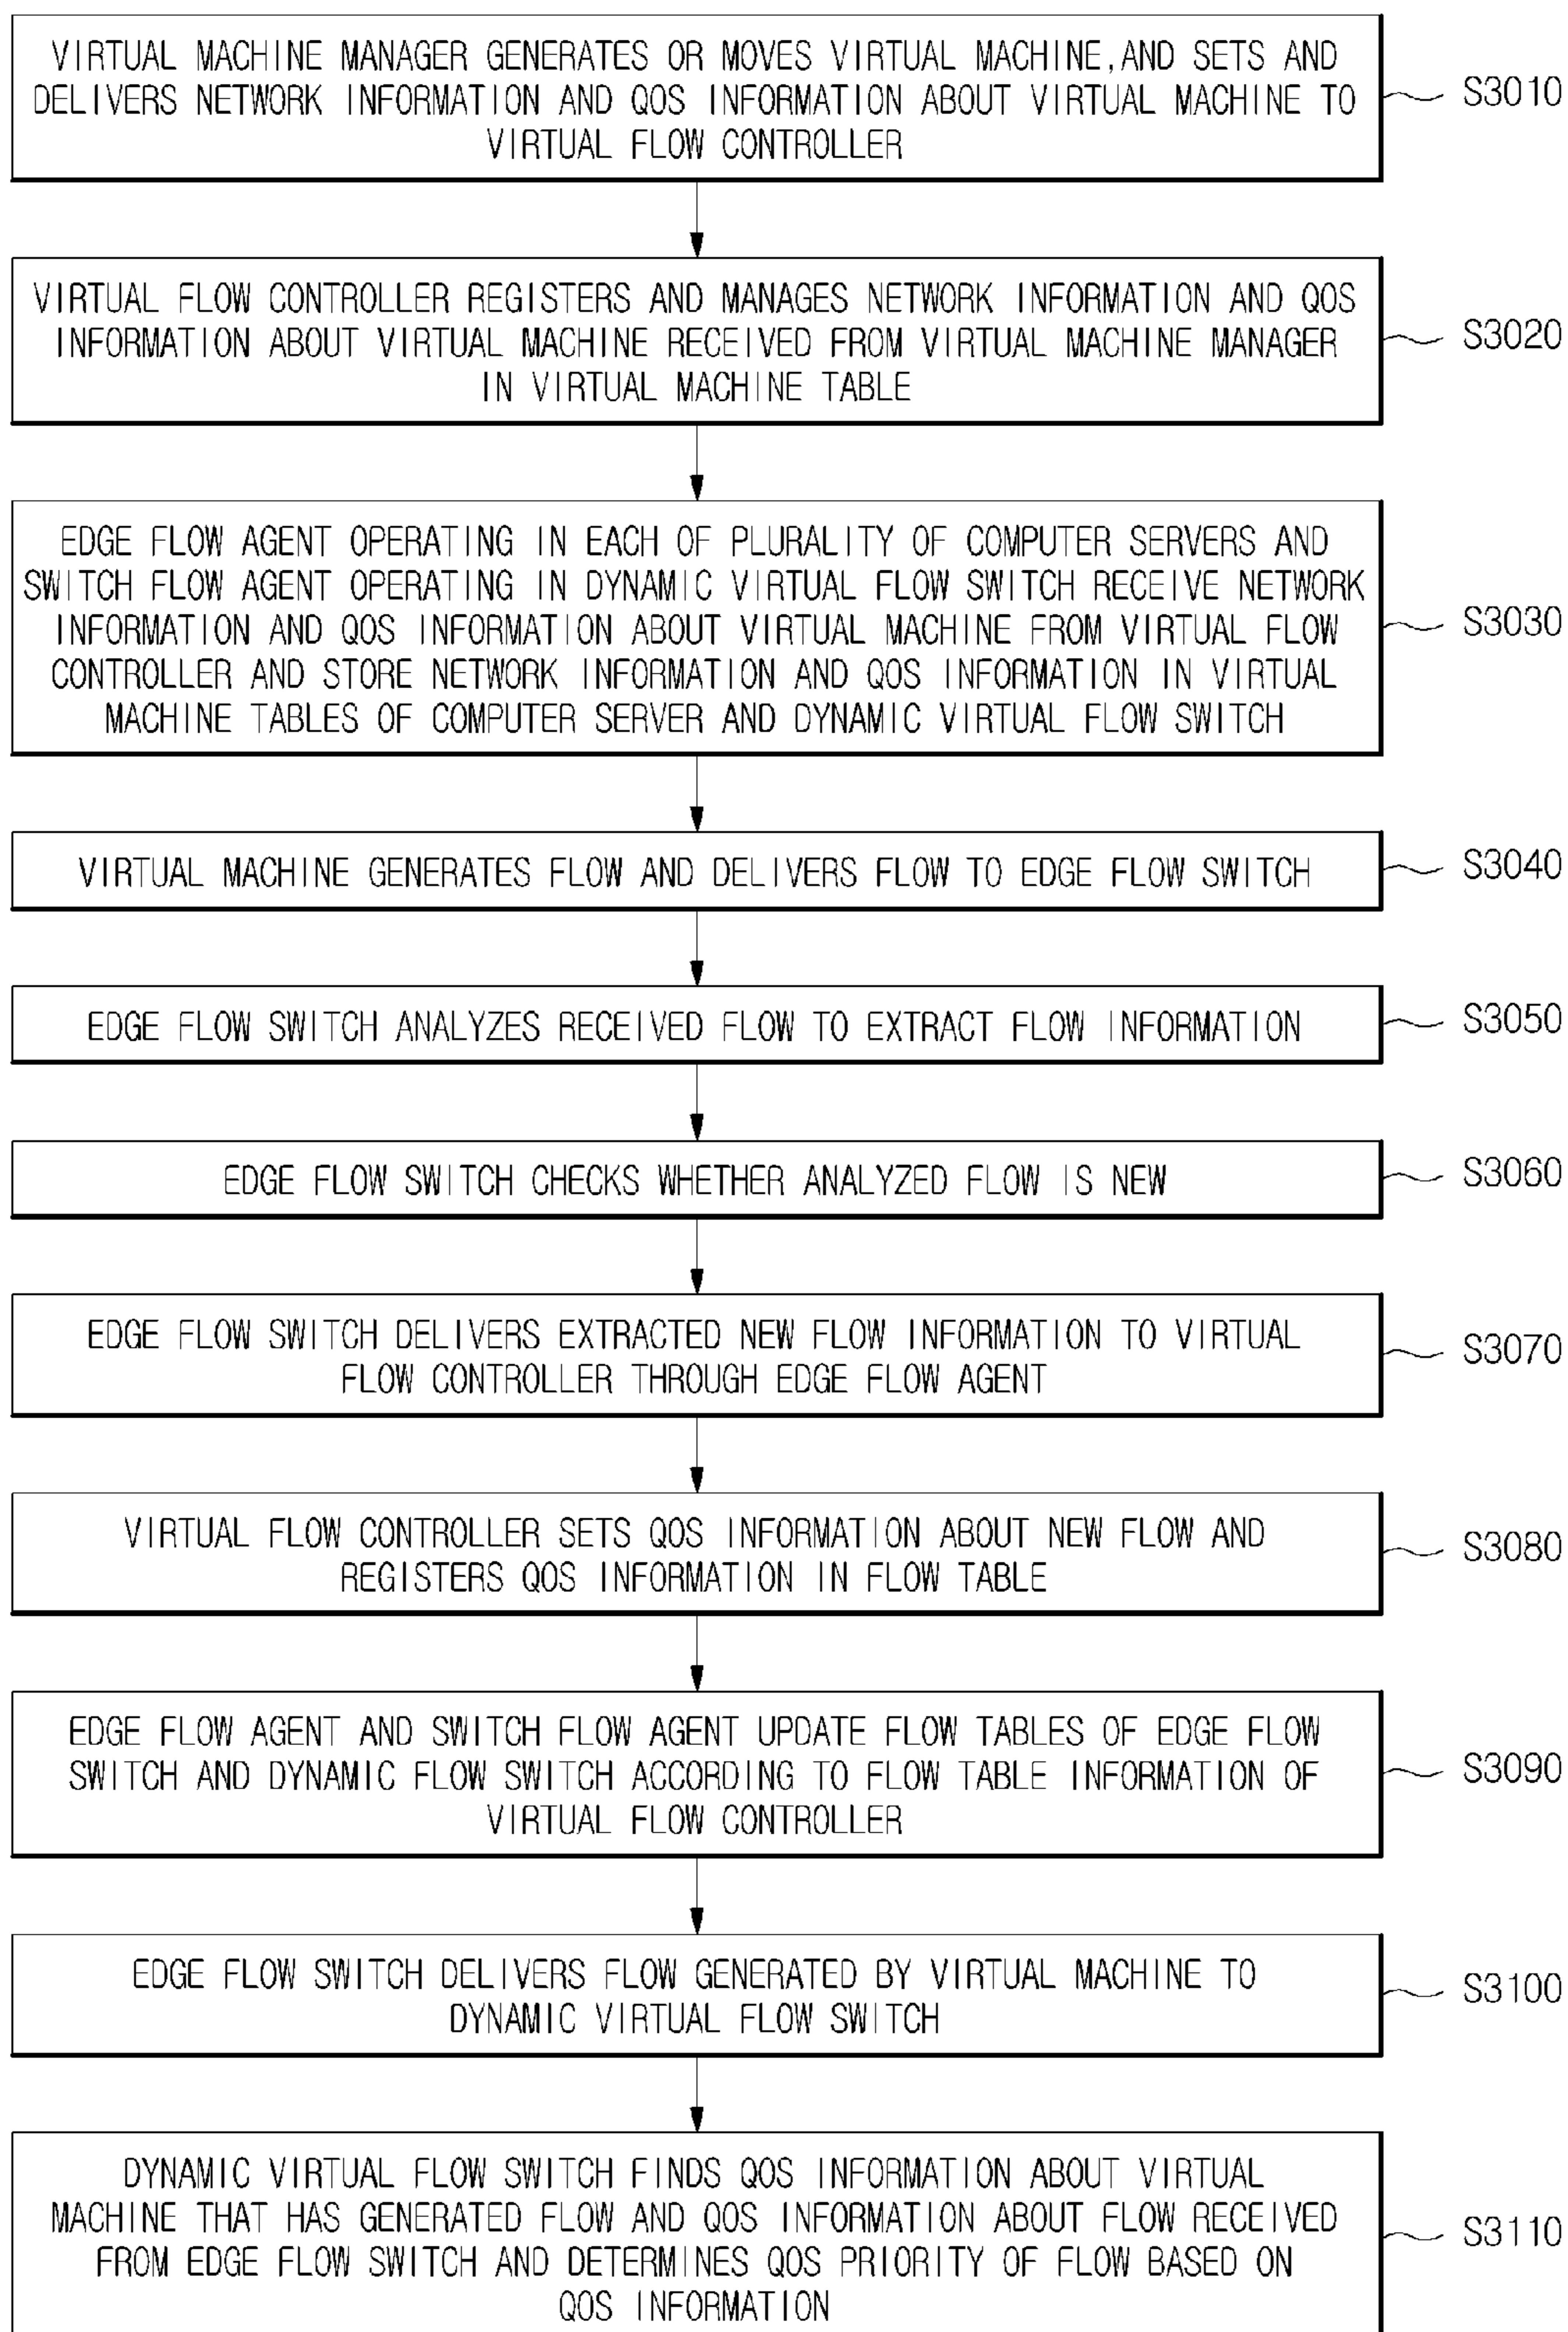 VIRTUAL MACHINE MANAGER GENERATES OR MOVES VIRTUAL MACHINE,AND SETS AND
DELIVERS NETWORK INFORMATION AND QOS INFORMATION ABOUT VIRTUAL MACHINE TO
VIRTUAL FLOW CONTROLLER
S3010
VIRTUAL FLOW CONTROLLER REGISTERS AND MANAGES NETWORK INFORMATION AND QOS
INFORMATION ABOUT VIRTUAL MACHINE RECEIVED FROM VIRTUAL MACHINE MANAGER
IN VIRTUAL MACHINE TABLE
S3020
EDGE FLOW AGENT OPERATING IN EACH OF PLURALITY OF COMPUTER SERVERS AND
SWITCH FLOW AGENT OPERATING IN DYNAMIC VIRTUAL FLOW SWITCH RECEIVE NETWORK
INFORMATION AND QOS INFORMATION ABOUT VIRTUAL MACHINE FROM VIRTUAL FLOW
CONTROLLER AND STORE NETWORK INFORMATION AND QOS INFORMATION IN VIRTUAL
MACHINE TABLES OF COMPUTER SERVER AND DYNAMIC VIRTUAL FLOW SWITCH
S3030
VIRTUAL MACHINE GENERATES FLOW AND DELIVERS FLOW TO EDGE FLOW SWITCH
S3040
EDGE FLOW SWITCH ANALYZES RECEIVED FLOW TO EXTRACT FLOW INFORMATION
S3050
EDGE FLOW SWITCH CHECKS WHETHER ANALYZED FLOW IS NEW
S3060
EDGE FLOW SWITCH DELIVERS EXTRACTED NEW FLOW INFORMATION TO VIRTUAL
FLOW CONTROLLER THROUGH EDGE FLOW AGENT
S3070
VIRTUAL FLOW CONTROLLER SETS QOS INFORMATION ABOUT NEW FLOW AND
REGISTERS QOS INFORMATION IN FLOW TABLE
S3080
EDGE FLOW AGENT AND SWITCH FLOW AGENT UPDATE FLOW TABLES OF EDGE FLOW
SWITCH AND DYNAMIC FLOW SWITCH ACCORDING TO FLOW TABLE INFORMATION OF
VIRTUAL FLOW CONTROLLER
S3090
EDGE FLOW SWITCH DELIVERS FLOW GENERATED BY VIRTUAL MACHINE TO
DYNAMIC VIRTUAL FLOW SWITCH
S3100
DYNAMIC VIRTUAL FLOW SWITCH FINDS QOS INFORMATION ABOUT VIRTUAL
MACHINE THAT HAS GENERATED FLOW AND QOS INFORMATION ABOUT FLOW RECEIVED
FROM EDGE FLOW SWITCH AND DETERMINES QOS PRIORITY OF FLOW BASED ON
QOS INFORMATION
S3110